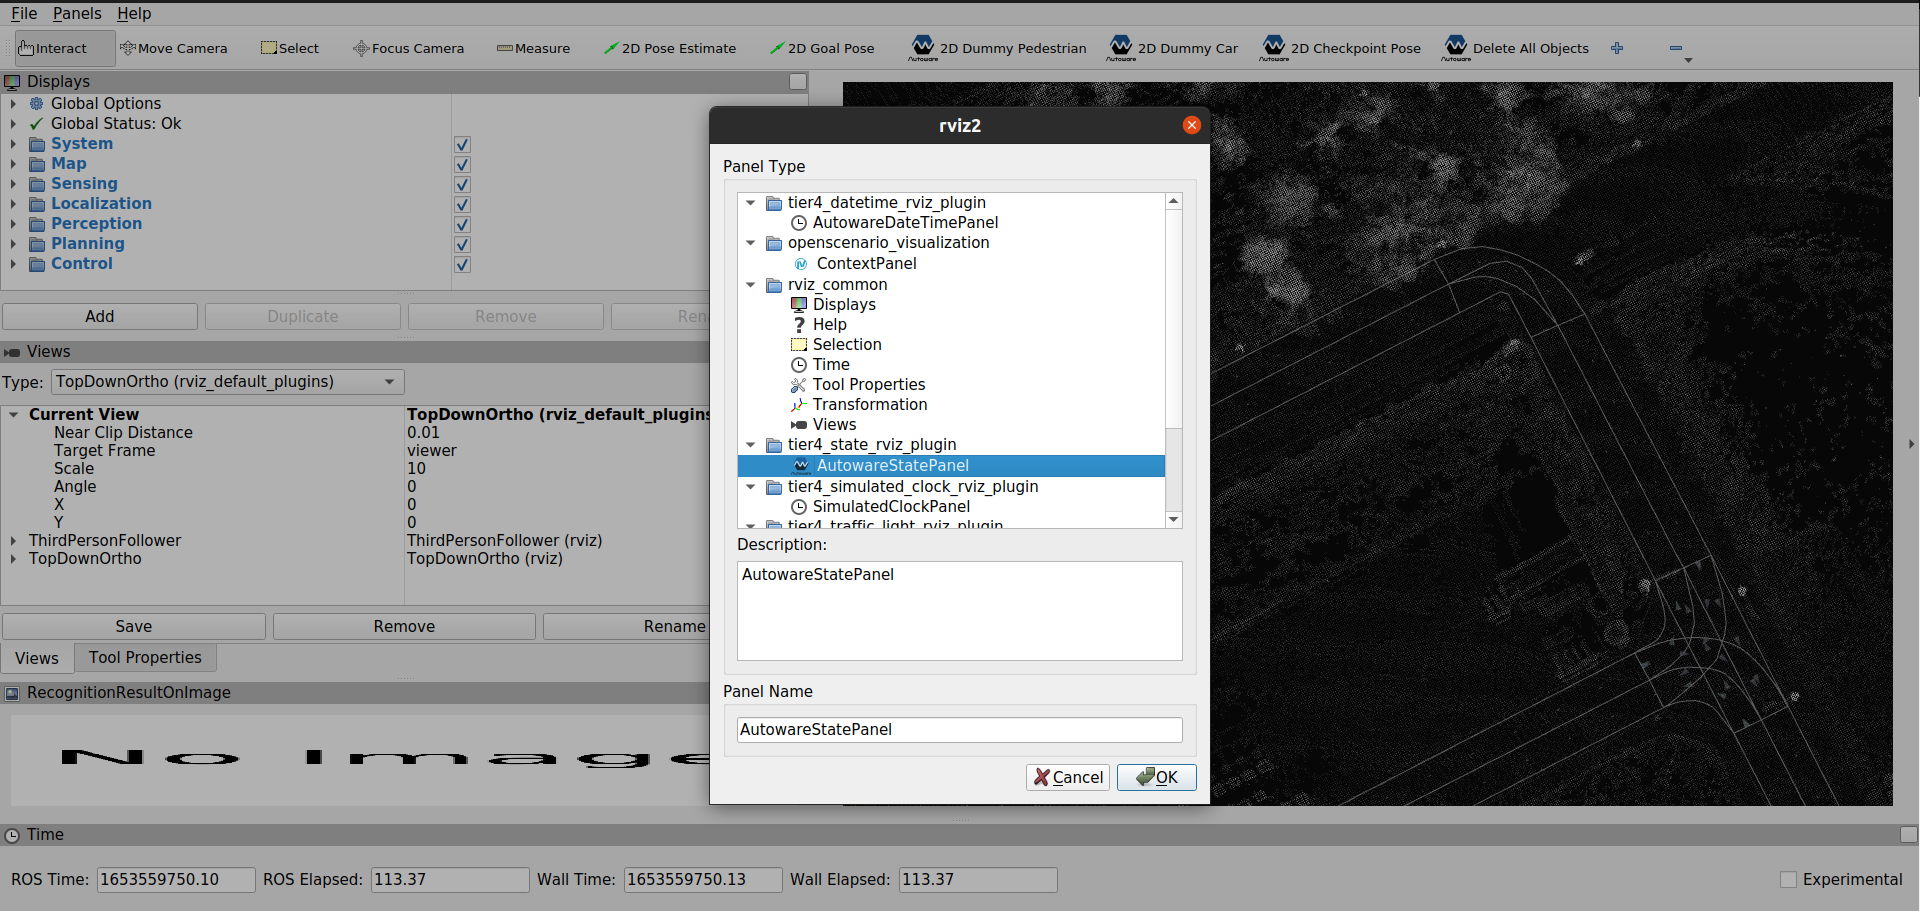 File Panels Help
Interact Move Camera Select Focus Camera Measure 2D Pose Estimate 2D Goal Pose 2D Dummy Pedestrian 2D Dummy Car 2D Checkpoint Pose Delete All Objects
Autoware Autoware Autoware Autoware
Displays
Global Options
Global Status: Ok
System
Map
Sensing
Localization
Perception
Planning
Control
Add Duplicate Remove Ren
Views
Type: TopDownOrtho (rviz_default_plugins)
Current View TopDownOrtho (rviz_default_plugins
Near Clip Distance 0.01
Target Frame viewer
Scale 10
Angle 0
X 0
Y 0
ThirdPersonFollower ThirdPersonFollower (rviz)
TopDownOrtho TopDownOrtho (rviz)
Save Remove Rename
Views Tool Properties
RecognitionResultOnImage
No Image
rviz2
Panel Type
tier4_datetime_rviz_plugin
AutowareDateTimePanel
openscenario_visualization
ContextPanel
rviz_common
Displays
Help
Selection
Time
Tool Properties
Transformation
Views
tier4_state_rviz_plugin
AutowareStatePanel
tier4_simulated_clock_rviz_plugin
SimulatedClockPanel
tier4_traffic_light_rviz_plugin
Description:
AutowareStatePanel
Panel Name
AutowareStatePanel
Cancel OK
Time
ROS Time: 1653559750.10 ROS Elapsed: 113.37 Wall Time: 1653559750.13 Wall Elapsed: 113.37 Experimental